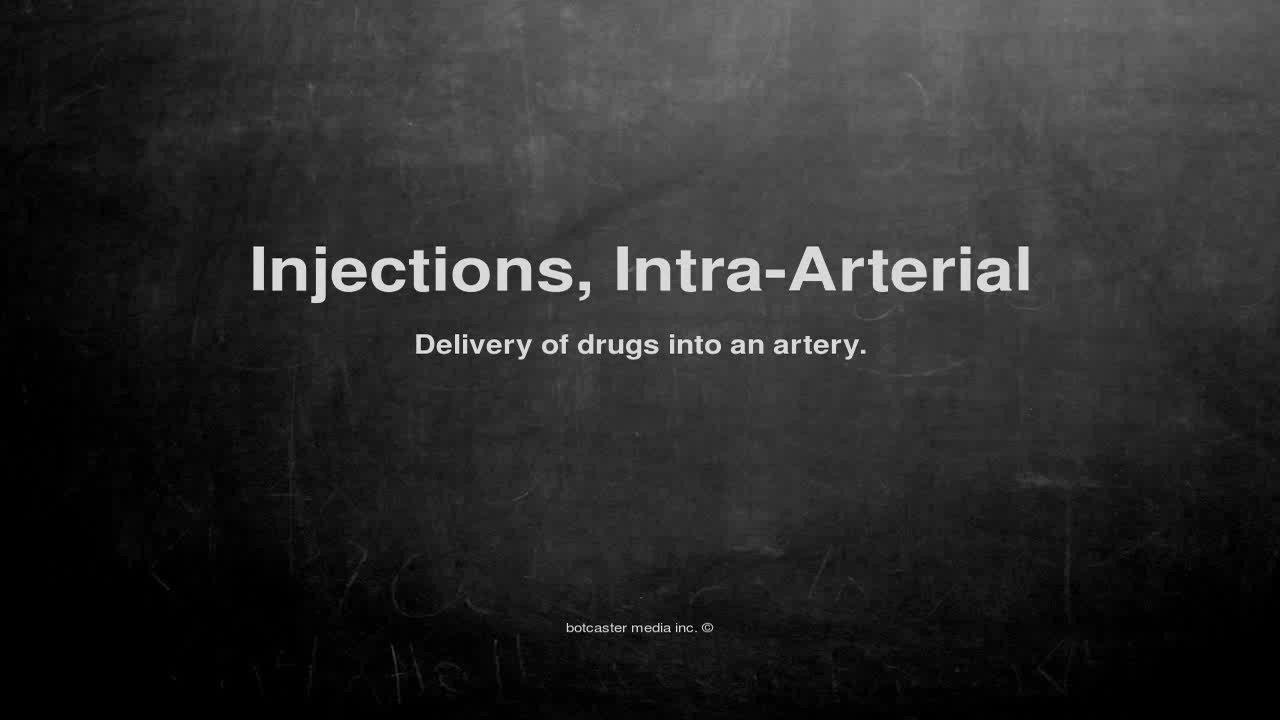 Injections, Intra-Arterial
Delivery of drugs into an artery.
botcaster media inc. ©